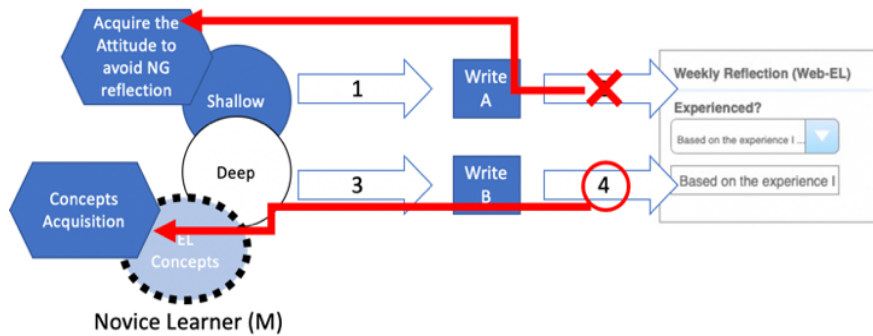 Acquire the
Attitude to
avoid NG
reflection
Shallow
1
Write
A
Weekly Reflection (Web-EL)
Experienced?
Based on the experience I ...
Deep
3
Write
B
4
Based on the experience I
Concepts
Acquisition
EL
Concepts
Novice Learner (M)